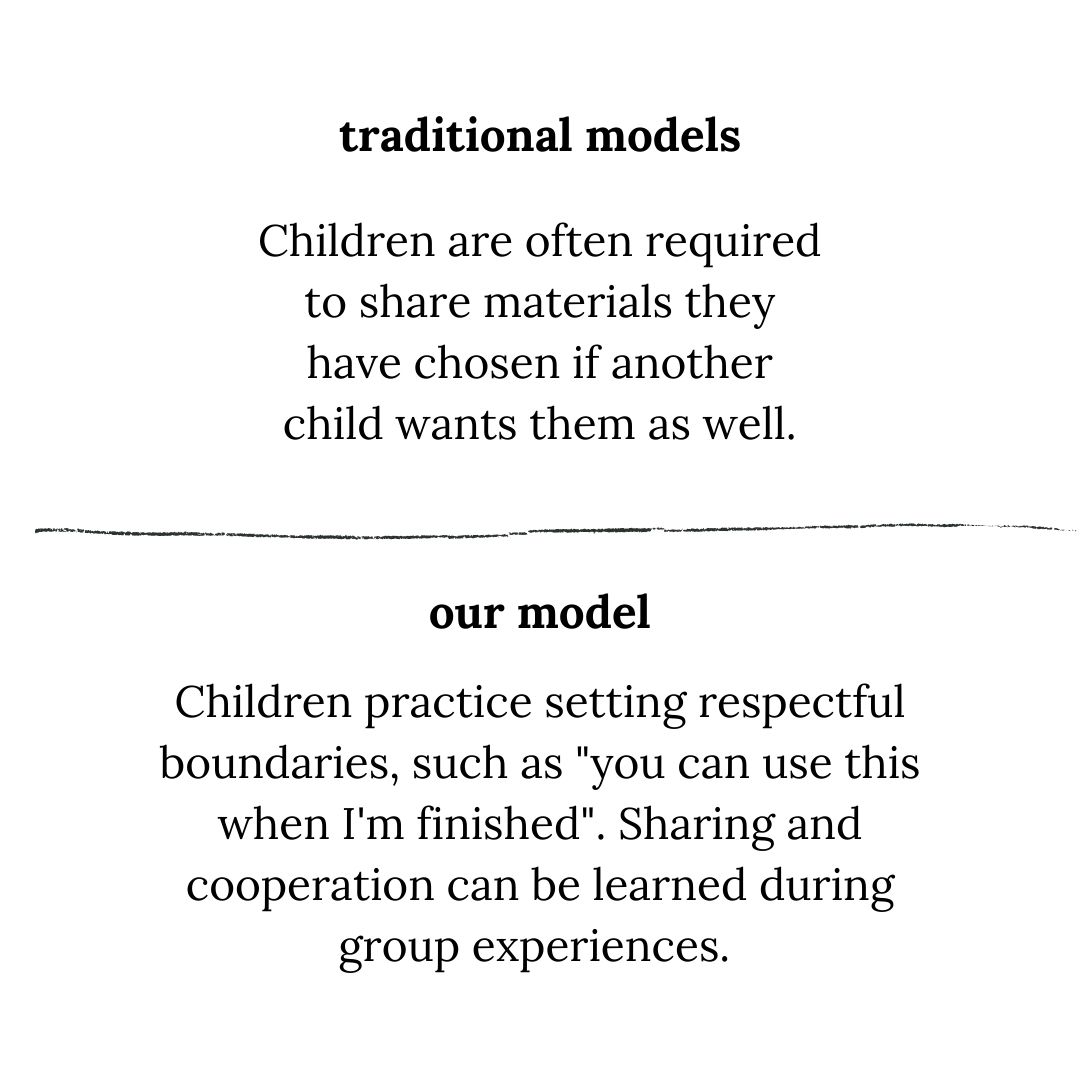 traditional models
Children are often required
to share materials they
have chosen if another
child wants them as well.
our model
Children practice setting respectful
boundaries, such as "you can use this
when I'm finished". Sharing and
cooperation can be learned during
group experiences.